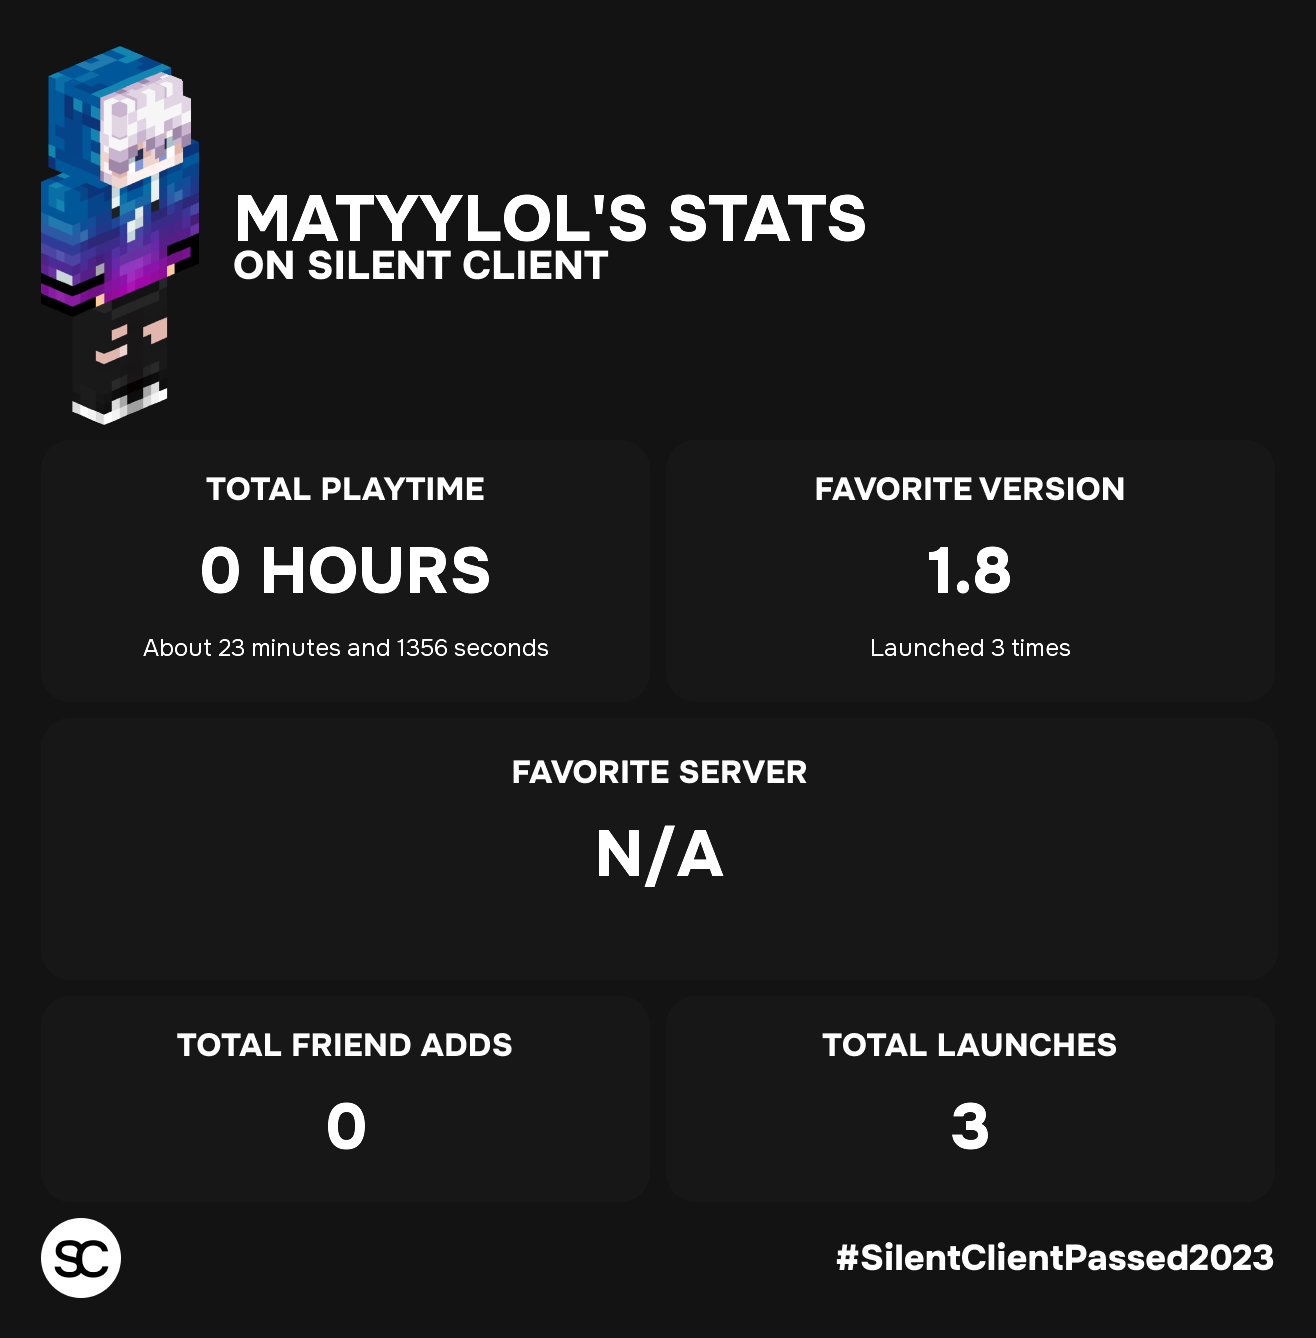 MATYYLOL'S STATS
ON SILENT CLIENT
TOTAL PLAYTIME
0 HOURS
About 23 minutes and 1356 seconds
FAVORITE VERSION
1.8
Launched 3 times
FAVORITE SERVER
N/A
TOTAL FRIEND ADDS
0
TOTAL LAUNCHES
3
SC
#SilentClientPassed2023